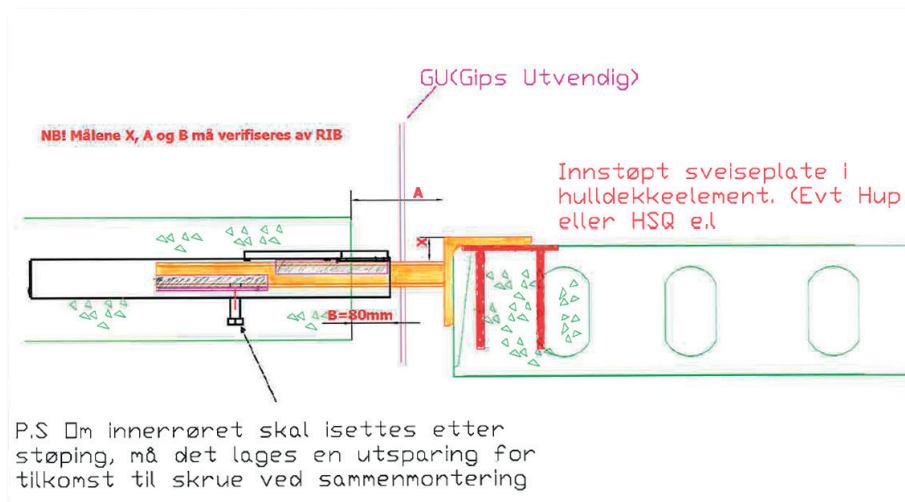 GU(Gips Utvendig)
NB! Målene X, A og B må verifiseres av RIB
Innstøpt sveiseplate i
hulldekkeelement. (Evt Hup
eller HSQ e.l
A
X
B=80mm
P.S Om innerrøret skal isettes etter
støping, må det lages en utsparing for
tilkomst til skrue ved sammenmontering